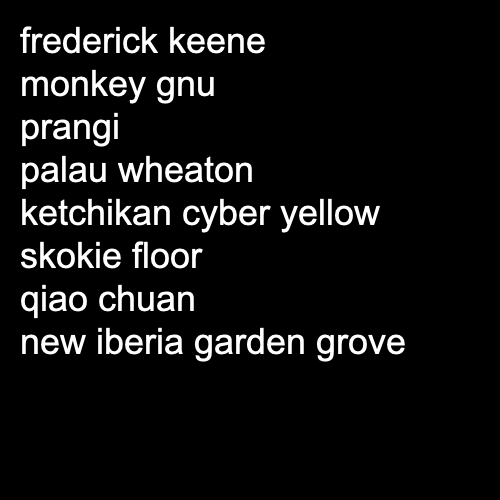 frederick keene
monkey gnu
prangi
palau wheaton
ketchikan cyber yellow
skokie floor
qiao chuan
new iberia garden grove